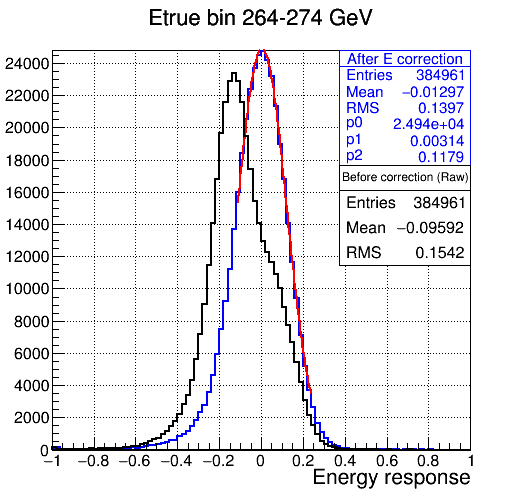 Etrue bin 264-274 GeV
After E correction
Entries 384961
Mean −0.01297
RMS 0.1397
p0 2.494e+04
p1 0.00314
p2 0.1179
Before correction (Raw)
Entries 384961
Mean −0.09592
RMS 0.1542
24000
22000
20000
18000
16000
14000
12000
10000
8000
6000
4000
2000
0
−1 −0.8 −0.6 −0.4 −0.2 0 0.2 0.4 0.6 0.8 1
Energy response